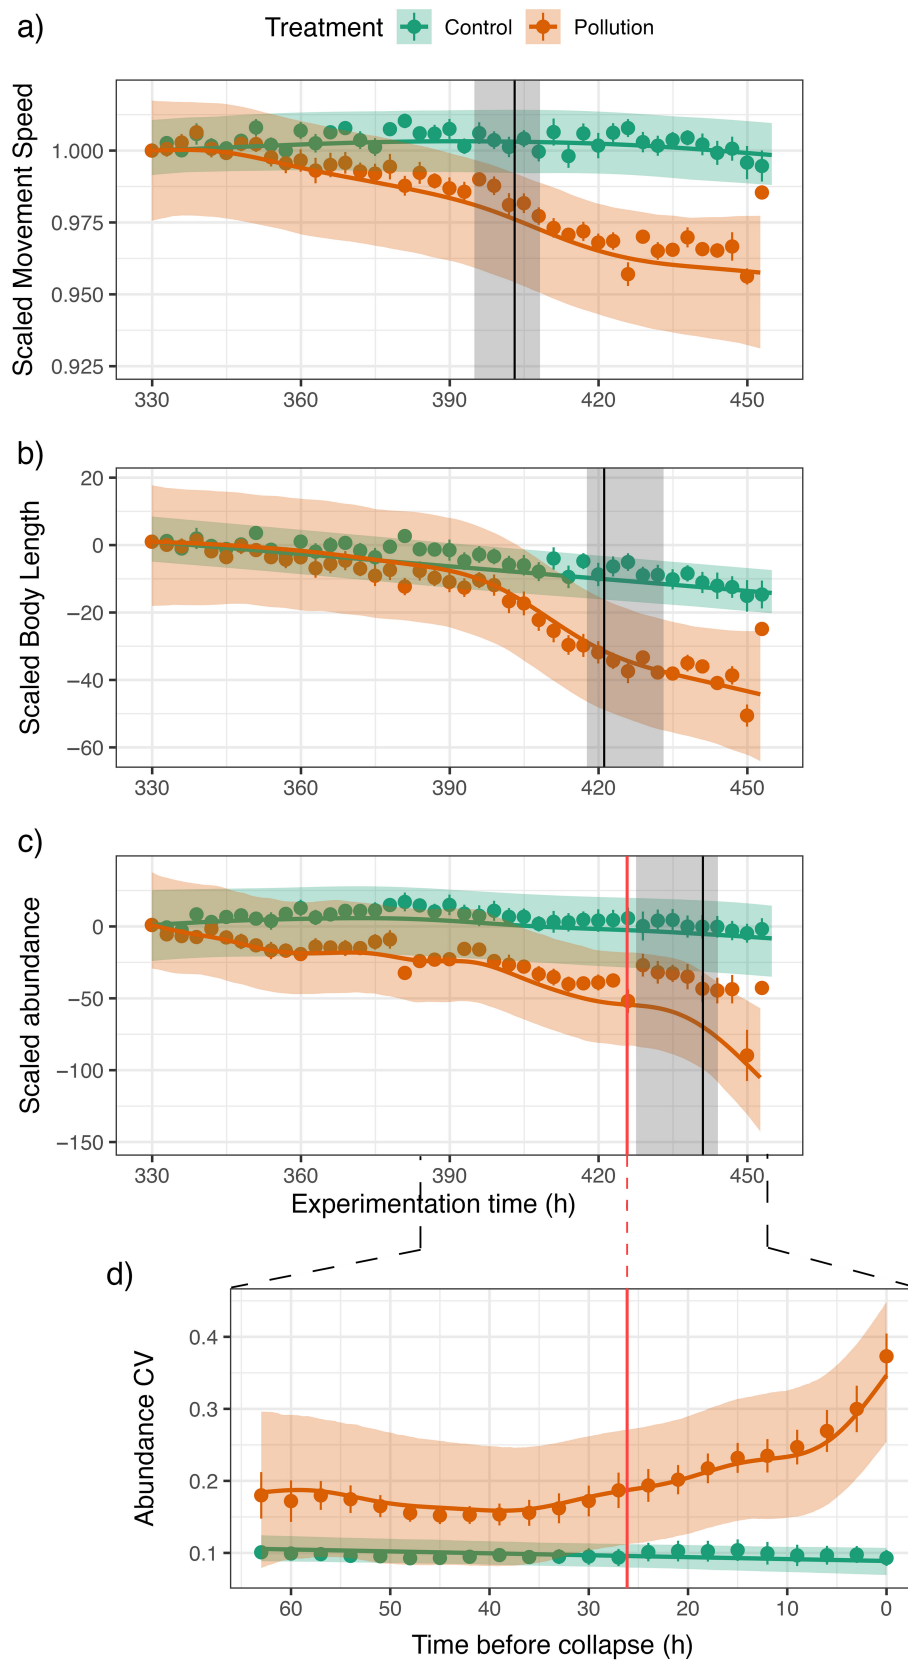 a)
Treatment Control Pollution
Scaled Movement Speed
1.000
0.975
0.950
0.925
330 360 390 420 450
b)
Scaled Body Length
20
0
−20
−40
−60
330 360 390 420 450
c)
Scaled abundance
0
−50
−100
−150
330 360 390 420 450
Experimentation time (h)
d)
Abundance CV
0.4
0.3
0.2
0.1
60 50 40 30 20 10 0
Time before collapse (h)